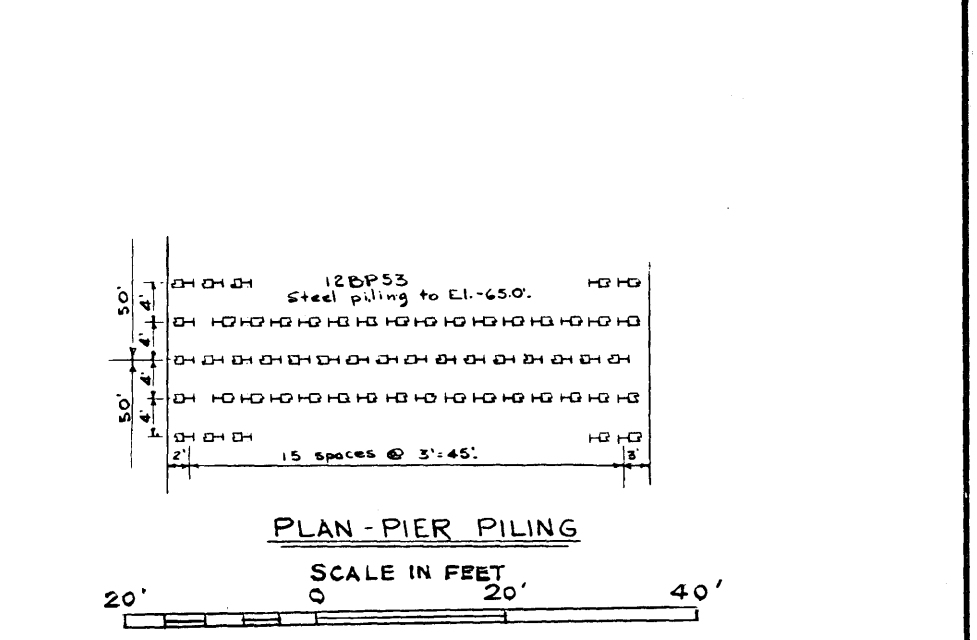 12BP53
Steel piling to El.-65.0'.
50'
4'
4'
50'
4'
4'
2'
15 spaces @ 3'=45'.
3'
PLAN - PIER PILING
SCALE IN FEET
20' 0 20' 40'